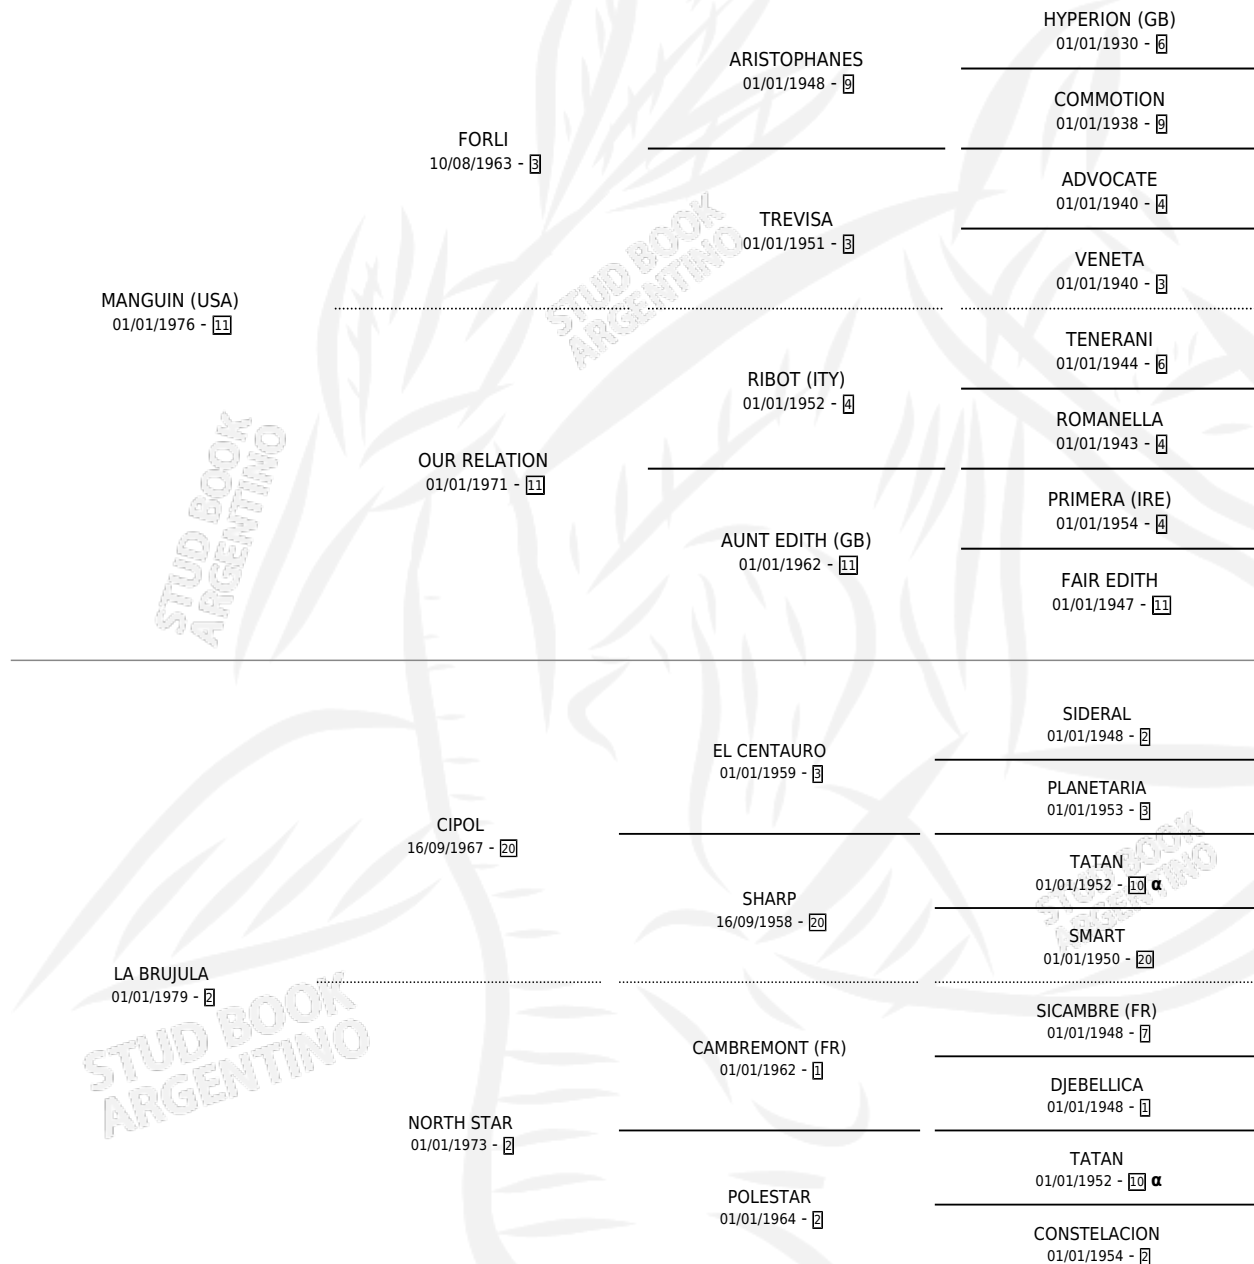 HYPERION (GB)
01/01/1930 - 6
ARISTOPHANES
01/01/1948 - 9
COMMOTION
01/01/1938 - 9
FORLI
10/08/1963 - 3
ADVOCATE
01/01/1940 - 4
TREVISA
01/01/1951 - 3
VENETA
01/01/1940 - 3
MANGUIN (USA)
01/01/1976 - 11
TENERANI
01/01/1944 - 6
RIBOT (ITY)
01/01/1952 - 4
ROMANELLA
01/01/1943 - 4
OUR RELATION
01/01/1971 - 11
PRIMERA (IRE)
01/01/1954 - 4
AUNT EDITH (GB)
01/01/1962 - 11
FAIR EDITH
01/01/1947 - 11
STUD BOOK
ARGENTINO
STUD BOOK
ARGENTINO
SIDERAL
01/01/1948 - 2
EL CENTAURO
01/01/1959 - 3
PLANETARIA
01/01/1953 - 3
CIPOL
16/09/1967 - 20
TATAN
01/01/1952 - 10 α
SHARP
16/09/1958 - 20
SMART
01/01/1950 - 20
LA BRUJULA
01/01/1979 - 2
SICAMBRE (FR)
01/01/1948 - 7
CAMBREMONT (FR)
01/01/1962 - 1
DJEBELLICA
01/01/1948 - 1
NORTH STAR
01/01/1973 - 2
TATAN
01/01/1952 - 10 α
POLESTAR
01/01/1964 - 2
CONSTELACION
01/01/1954 - 2
STUD BOOK
ARGENTINO
STUD BOOK
ARGENTINO